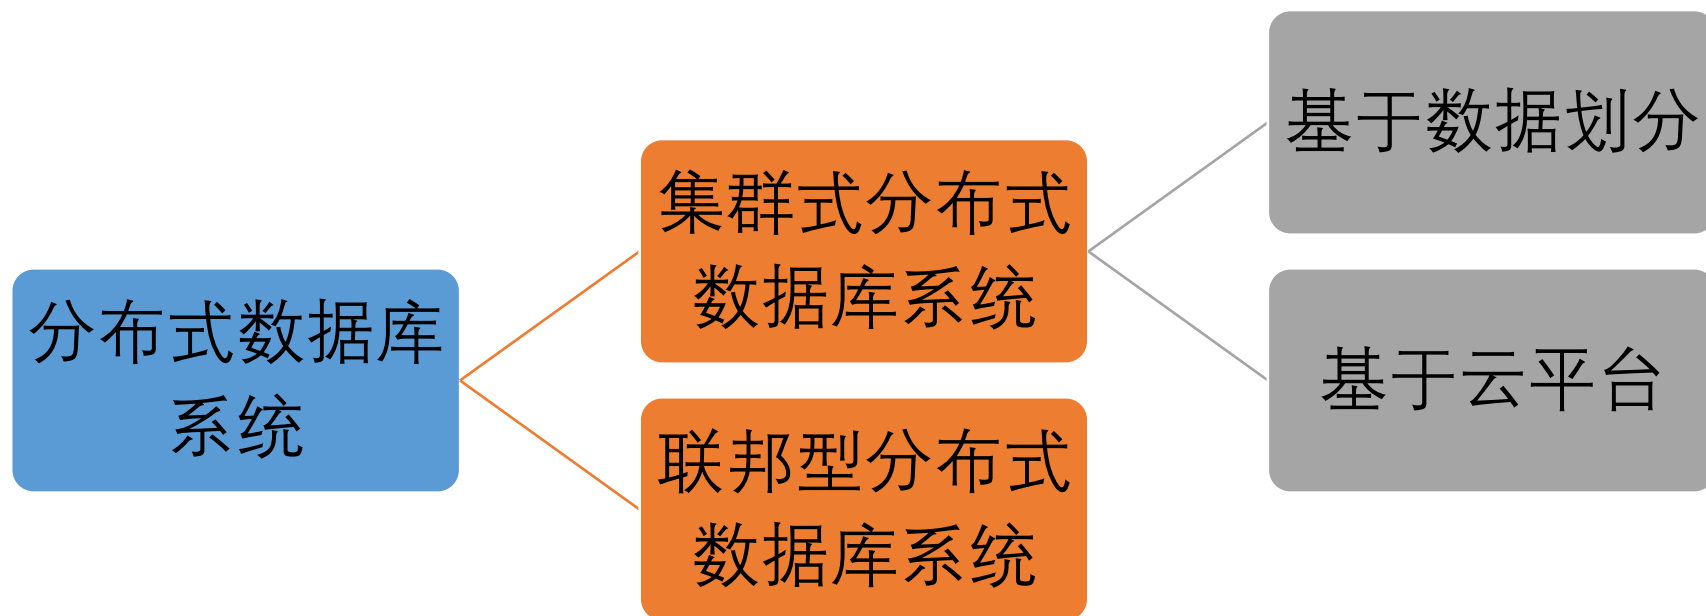 分布式数据库
系统
集群式分布式
数据库系统
联邦型分布式
数据库系统
基于数据划分
基于云平台